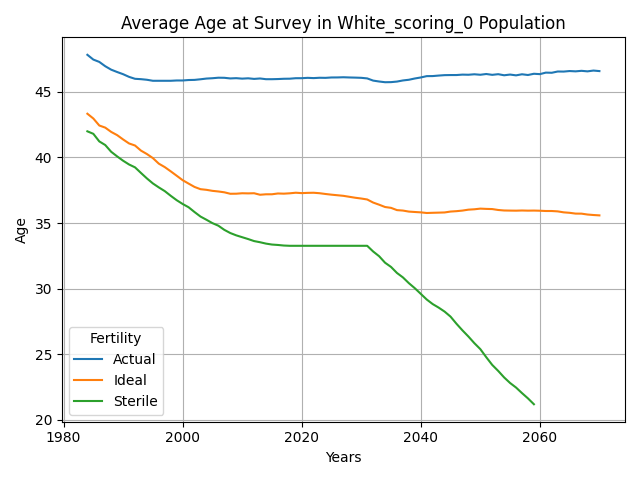 Average Age at Survey in White_scoring_0 Population
Age
45
40
35
30
25
20
Fertility
Actual
Ideal
Sterile
1980 2000 2020 2040 2060
Years